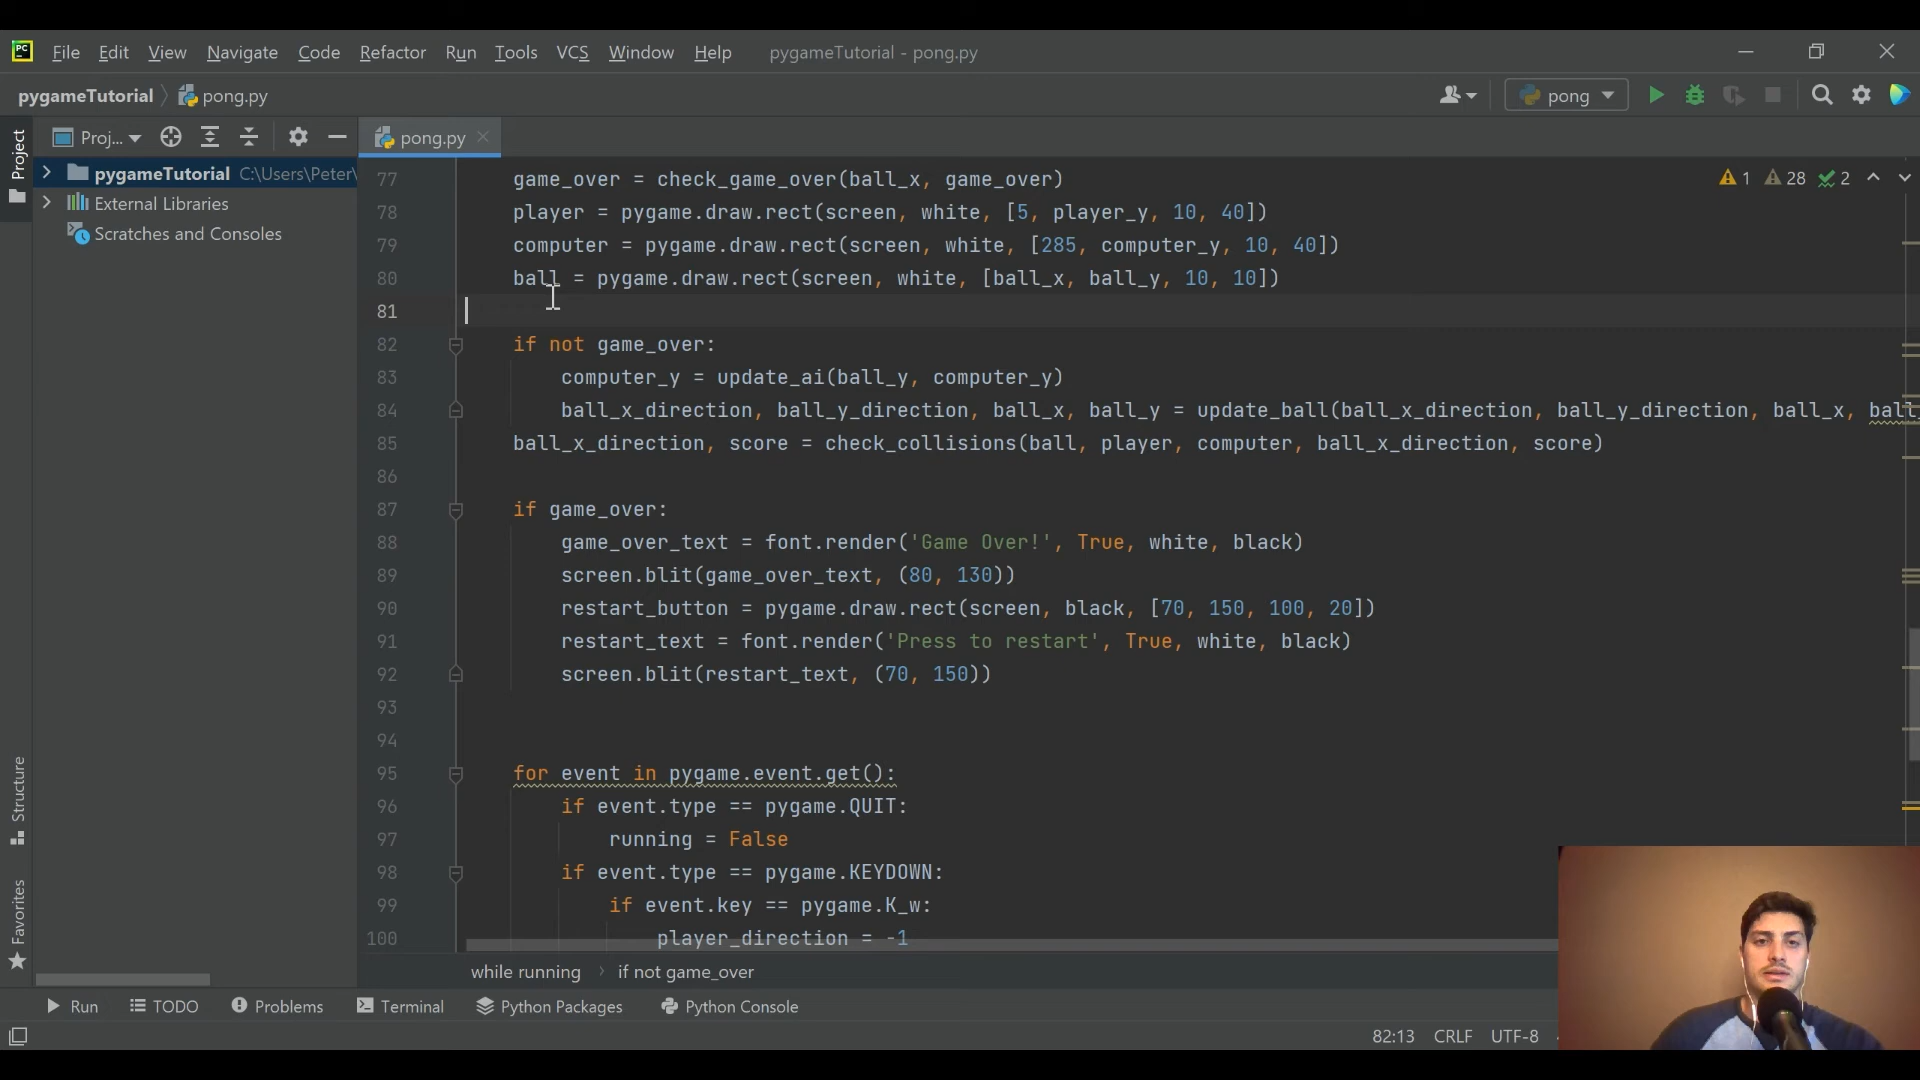 PC File Edit View Navigate Code Refactor Run Tools VCS Window Help pygameTutorial - pong.py
pygameTutorial pong.py pong
Project Proj... pong.py
pygameTutorial C:\Users\Peter\
External Libraries
Scratches and Consoles
1 28 2
77 game_over = check_game_over(ball_x, game_over)
78 player = pygame.draw.rect(screen, white, [5, player_y, 10, 40])
79 computer = pygame.draw.rect(screen, white, [285, computer_y, 10, 40])
80 ball = pygame.draw.rect(screen, white, [ball_x, ball_y, 10, 10])
81
82 if not game_over:
83 computer_y = update_ai(ball_y, computer_y)
84 ball_x_direction, ball_y_direction, ball_x, ball_y = update_ball(ball_x_direction, ball_y_direction, ball_x, ball_
85 ball_x_direction, score = check_collisions(ball, player, computer, ball_x_direction, score)
86
87 if game_over:
88 game_over_text = font.render('Game Over!', True, white, black)
89 screen.blit(game_over_text, (80, 130))
90 restart_button = pygame.draw.rect(screen, black, [70, 150, 100, 20])
91 restart_text = font.render('Press to restart', True, white, black)
92 screen.blit(restart_text, (70, 150))
93
94
95 for event in pygame.event.get():
96 if event.type == pygame.QUIT:
97 running = False
98 if event.type == pygame.KEYDOWN:
99 if event.key == pygame.K_w:
100 player_direction = -1
Structure
Favorites
while running if not game_over
Run TODO Problems Terminal Python Packages Python Console
82:13 CRLF UTF-8